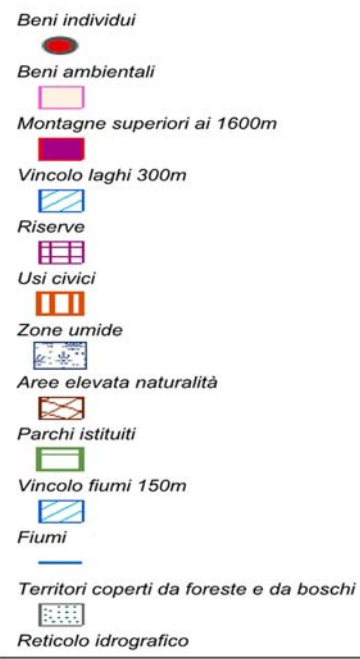 Beni individui
Beni ambientali
Montagne superiori ai 1600m
Vincolo laghi 300m
Riserve
Usi civici
Zone umide
Aree elevata naturalità
Parchi istituiti
Vincolo fiumi 150m
Fiumi
Territori coperti da foreste e da boschi
Reticolo idrografico